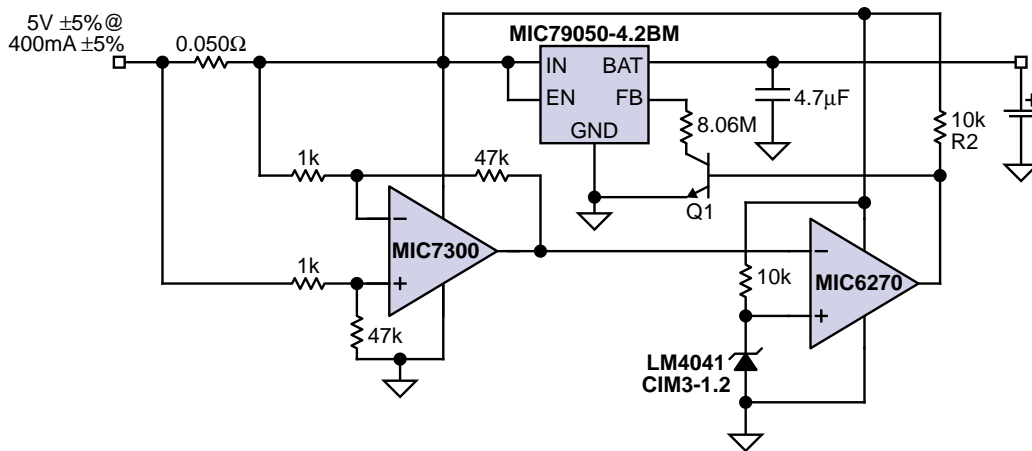 5V ±5%@
400mA ±5%
0.050Ω
MIC79050-4.2BM
IN
BAT
EN
FB
GND
4.7µF
8.06M
10k
R2
+
1k
47k
Q1
−
MIC7300
+
1k
47k
−
MIC6270
+
10k
LM4041
CIM3-1.2